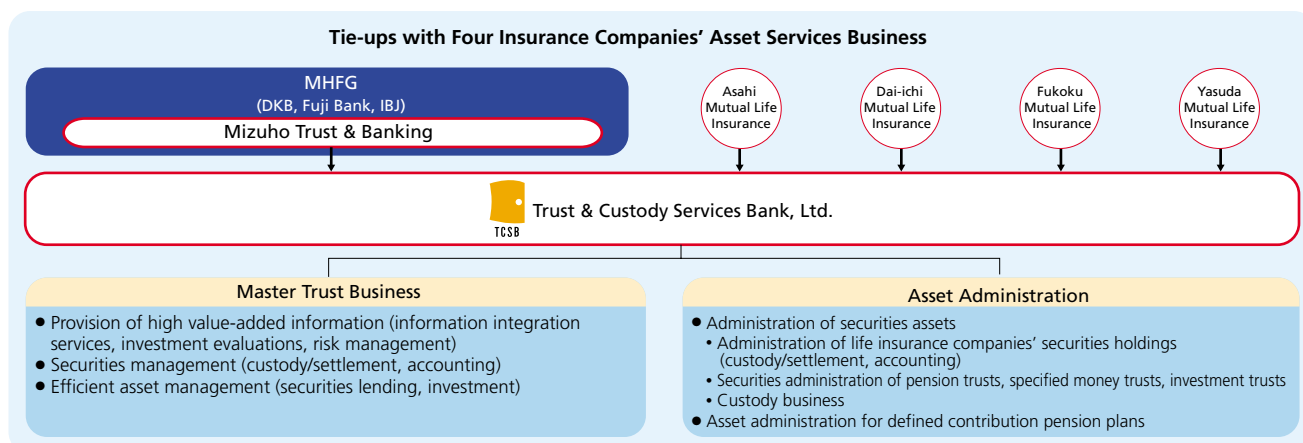 Tie-ups with Four Insurance Companies’ Asset Services Business
MHFG
(DKB, Fuji Bank, IBJ)
Mizuho Trust & Banking
Asahi
Mutual Life
Insurance
Dai-ichi
Mutual Life
Insurance
Fukoku
Mutual Life
Insurance
Yasuda
Mutual Life
Insurance
TCSB
Trust & Custody Services Bank, Ltd.
Master Trust Business
● Provision of high value-added information (information integration
services, investment evaluations, risk management)
● Securities management (custody/settlement, accounting)
● Efficient asset management (securities lending, investment)
Asset Administration
● Administration of securities assets
• Administration of life insurance companies’ securities holdings
(custody/settlement, accounting)
• Securities administration of pension trusts, specified money trusts, investment trusts
• Custody business
● Asset administration for defined contribution pension plans